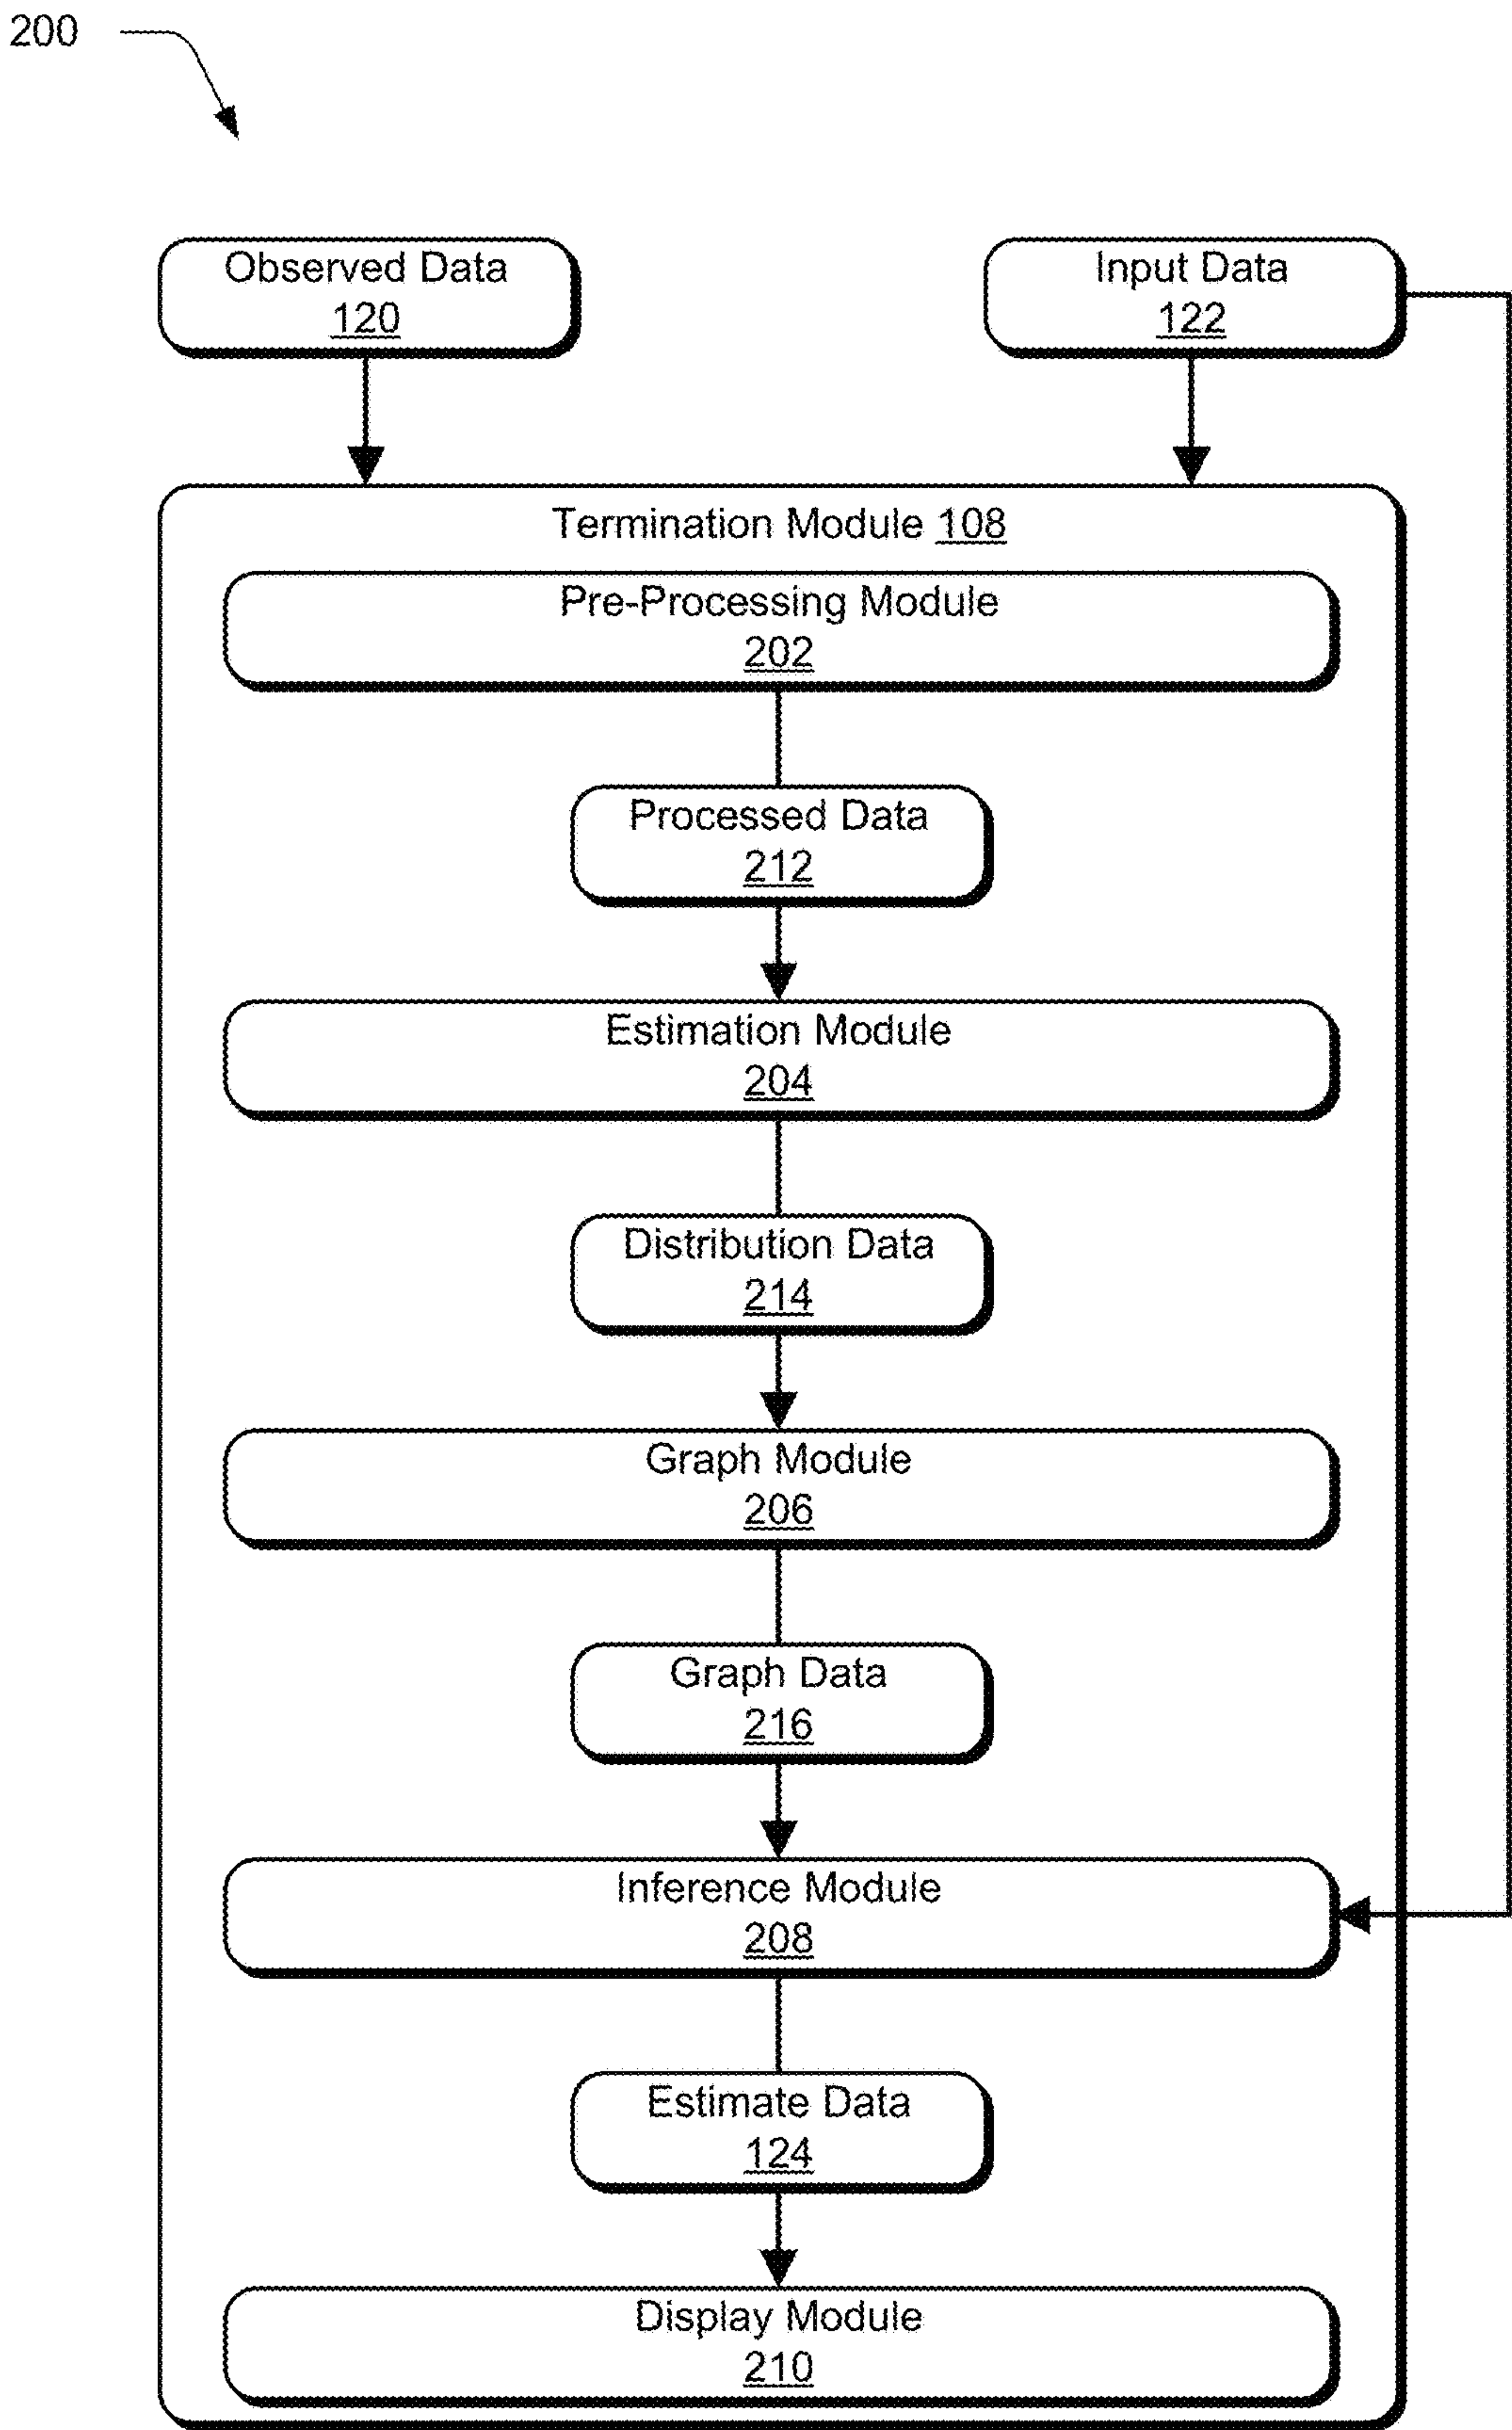 200
Observed Data
120
Input Data
122
Termination Module 108
Pre-Processing Module
202
Processed Data
212
Estimation Module
204
Distribution Data
214
Graph Module
206
Graph Data
216
Inference Module
208
Estimate Data
124
Display Module
210